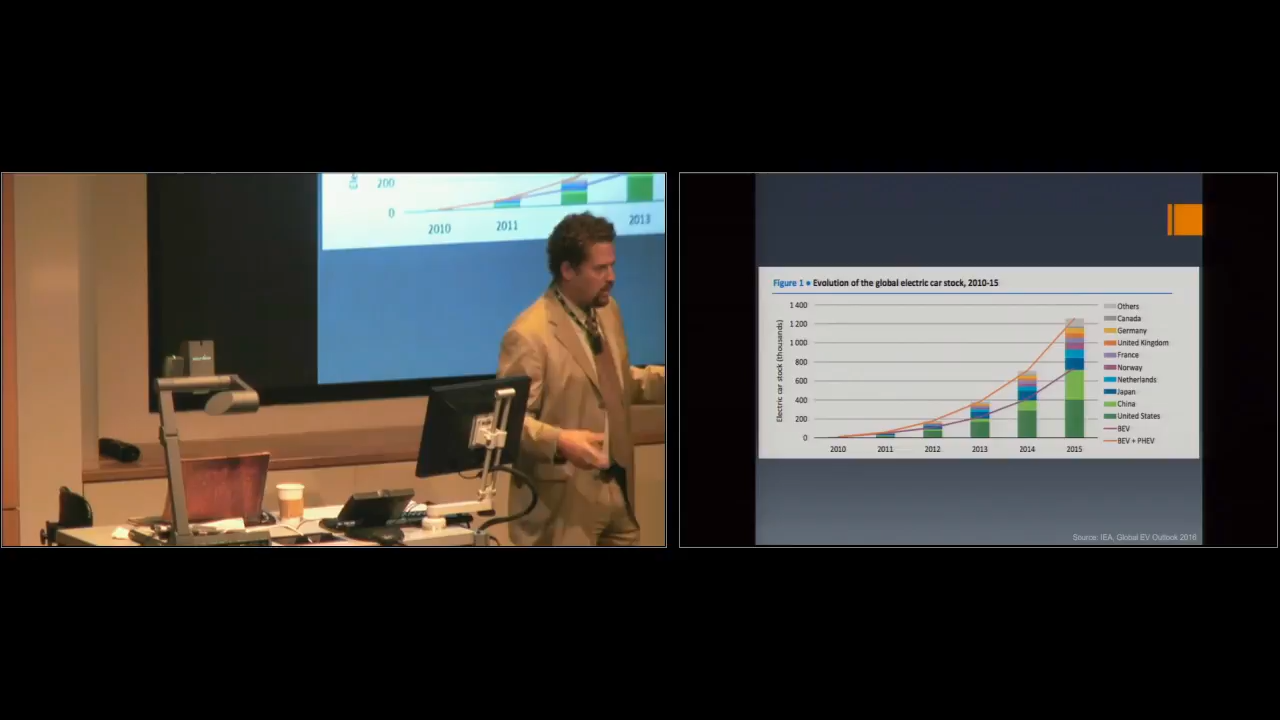 200
0
2010
2011
2013
Figure 1 • Evolution of the global electric car stock, 2010-15
Electric car stock (thousands)
1 400
1 200
1 000
800
600
400
200
0
2010
2011
2012
2013
2014
2015
Others
Canada
Germany
United Kingdom
France
Norway
Netherlands
Japan
China
United States
BEV
BEV + PHEV
Source: IEA, Global EV Outlook 2016